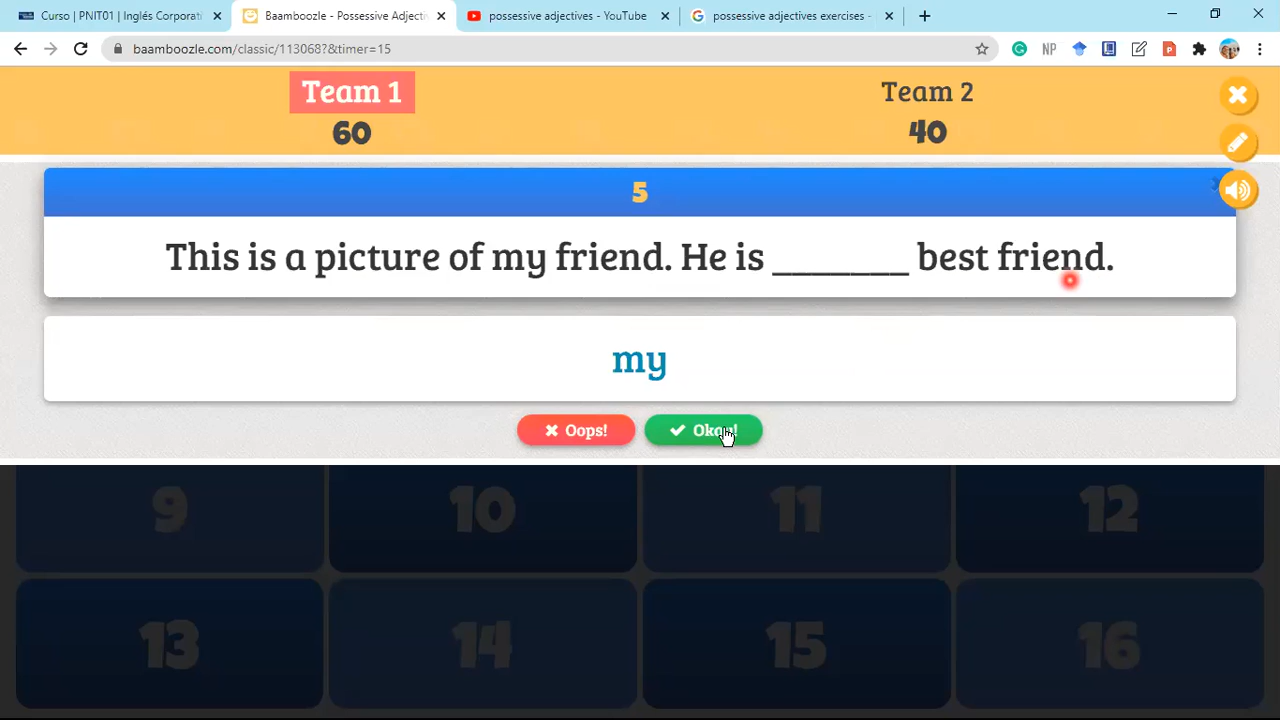 Curso | PNIT01 | Inglés Corporati
Baamboozle - Possessive Adjecti
possessive adjectives - YouTube
possessive adjectives exercises -
baamboozle.com/classic/113068?&timer=15
NP
Team 1
60
Team 2
40
5
This is a picture of my friend. He is _______ best friend.
my
Oops!
Okay!
9
10
11
12
13
14
15
16